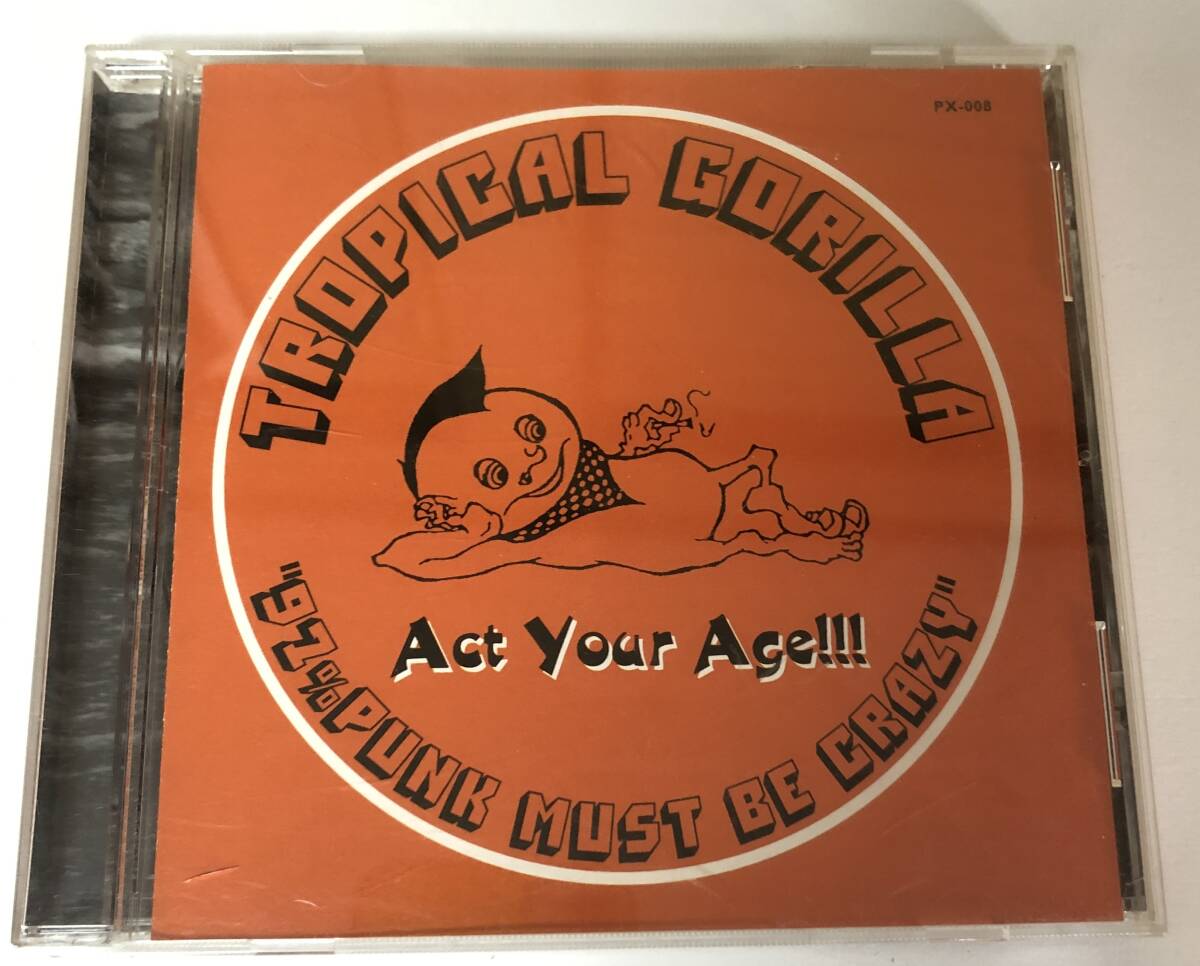 PX-008
TROPICAL GORILLA
Act Your Age!!!
"97%PUNK MUST BE CRAZY"